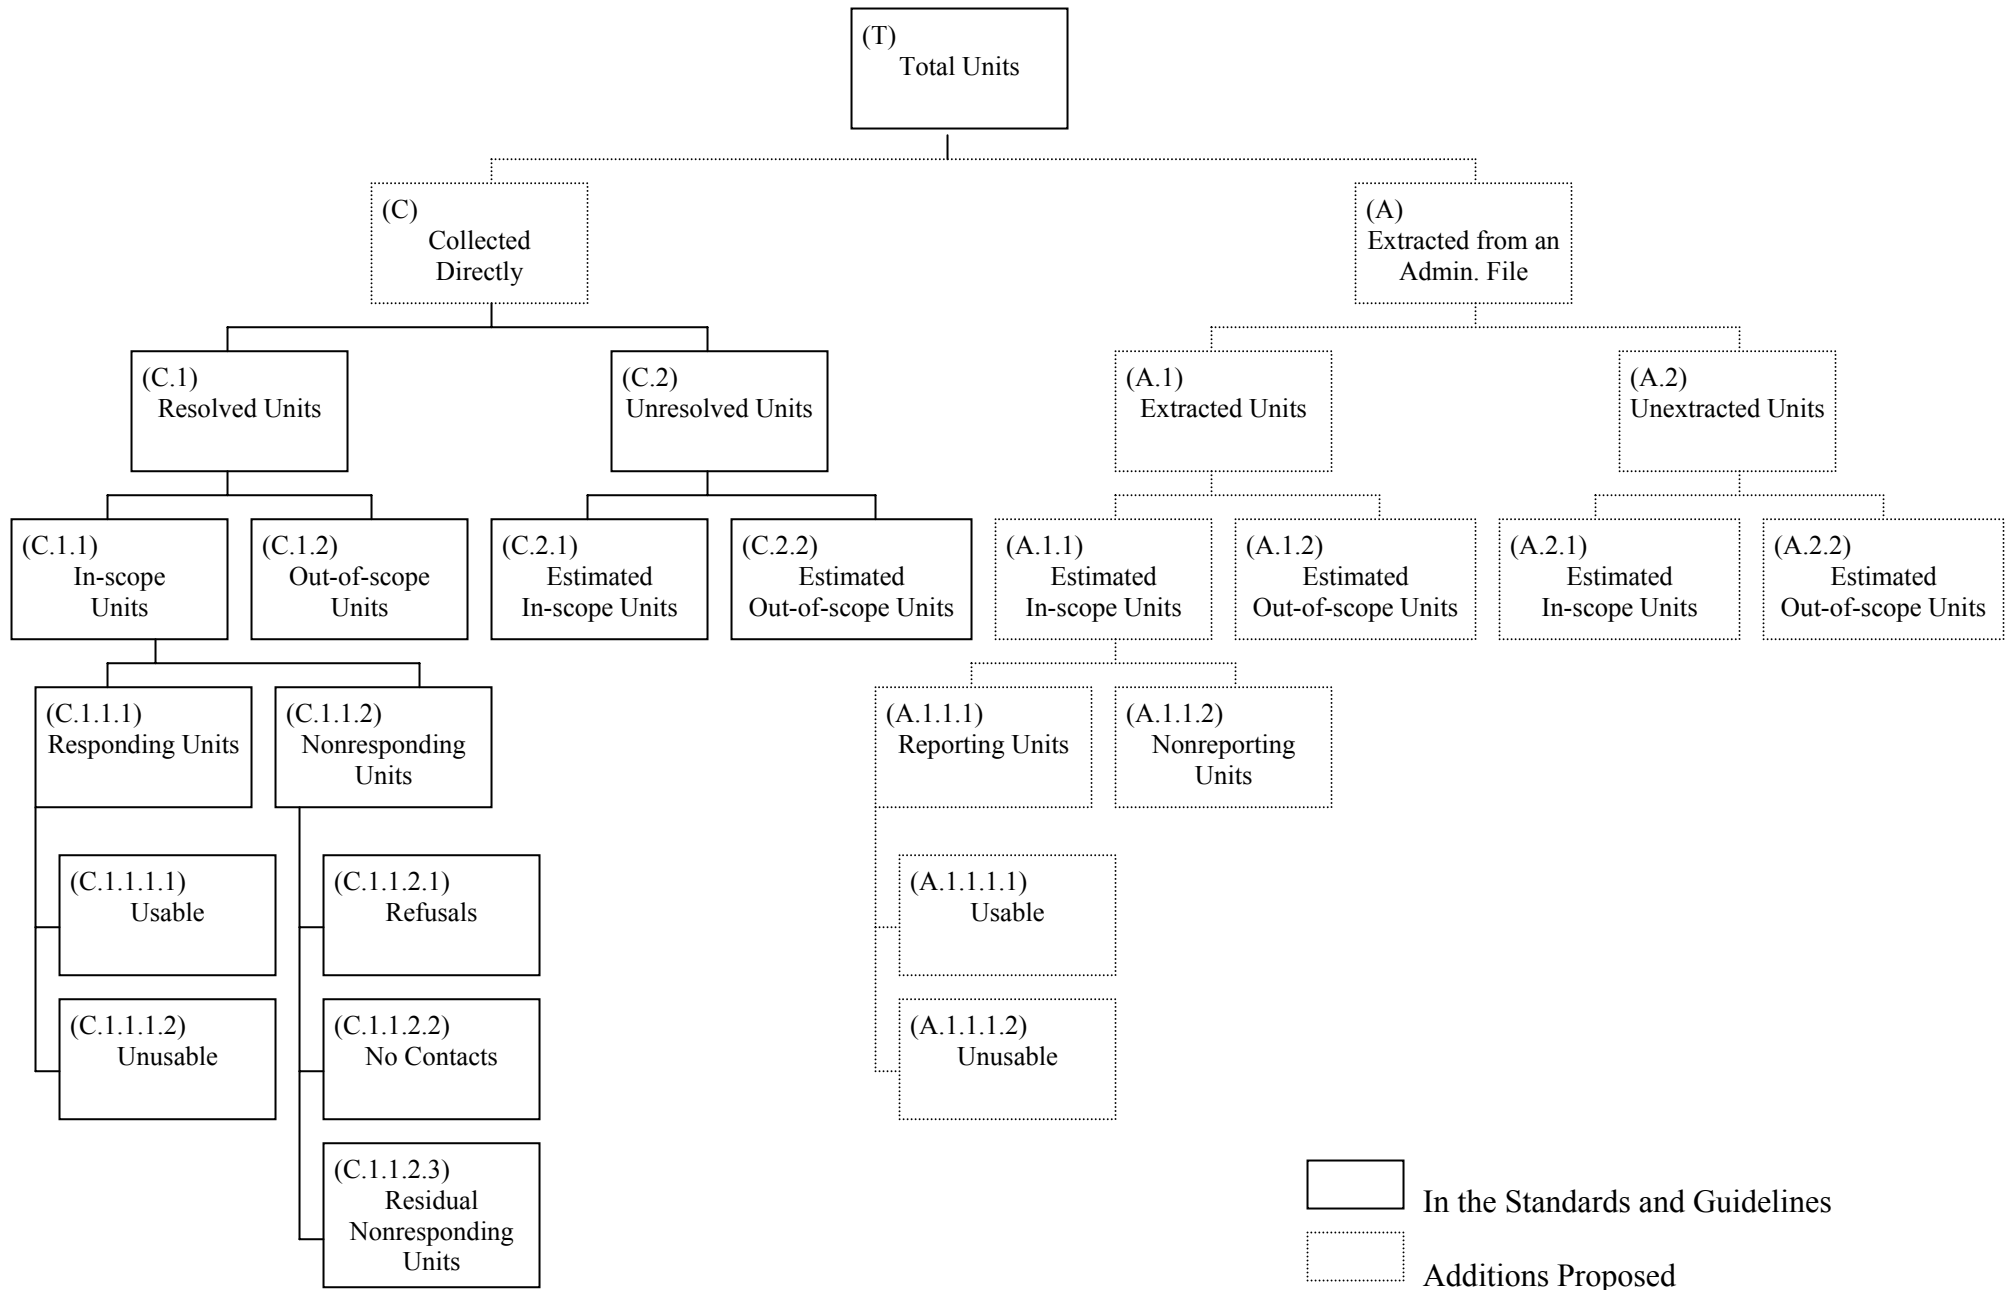 (T)
Total Units
(C)
Collected
Directly
(A)
Extracted from an
Admin. File
(C.1)
Resolved Units
(C.2)
Unresolved Units
(A.1)
Extracted Units
(A.2)
Unextracted Units
(C.1.1)
In-scope
Units
(C.1.2)
Out-of-scope
Units
(C.2.1)
Estimated
In-scope Units
(C.2.2)
Estimated
Out-of-scope Units
(A.1.1)
Estimated
In-scope Units
(A.1.2)
Estimated
Out-of-scope Units
(A.2.1)
Estimated
In-scope Units
(A.2.2)
Estimated
Out-of-scope Units
(C.1.1.1)
Responding Units
(C.1.1.2)
Nonresponding
Units
(A.1.1.1)
Reporting Units
(A.1.1.2)
Nonreporting
Units
(C.1.1.1.1)
Usable
(C.1.1.2.1)
Refusals
(A.1.1.1.1)
Usable
(C.1.1.1.2)
Unusable
(C.1.1.2.2)
No Contacts
(A.1.1.1.2)
Unusable
(C.1.1.2.3)
Residual
Nonresponding
Units
In the Standards and Guidelines
Additions Proposed